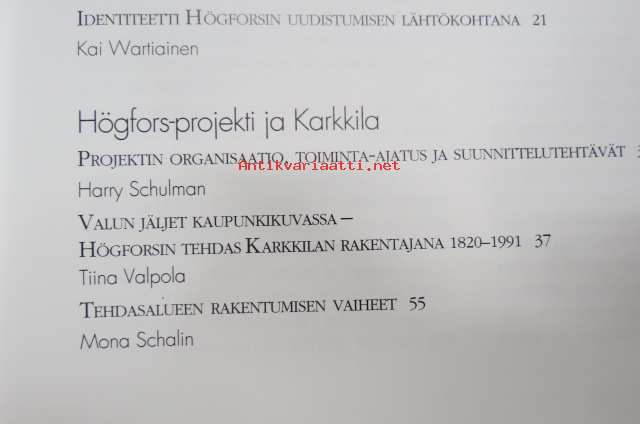 Identiteetti Högforsin uudistumisen lähtökohtana 21
Kai Wartiainen
Högfors-projekti ja Karkkila
Projektin organisaatio, toiminta-ajatus ja suunnittelutehtävät
Antikvariaatti.net
Harry Schulman
Valun jäljet kaupunkikuvassa –
Högforsin tehdas Karkkilan rakentajana 1820–1991 37
Tiina Valpola
Tehdasalueen rakentumisen vaiheet 55
Mona Schalin